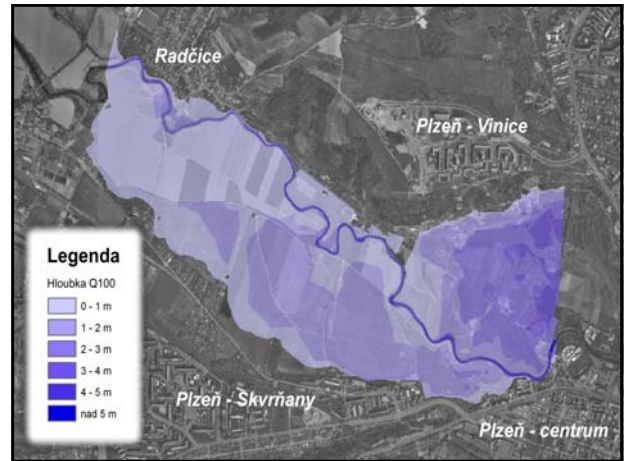 Radčice
Plzeň - Vinice
Legenda
Hloubka Q100
0 - 1 m
1 - 2 m
2 - 3 m
3 - 4 m
4 - 5 m
nad 5 m
Plzeň - Skvrňany
Plzeň - centrum